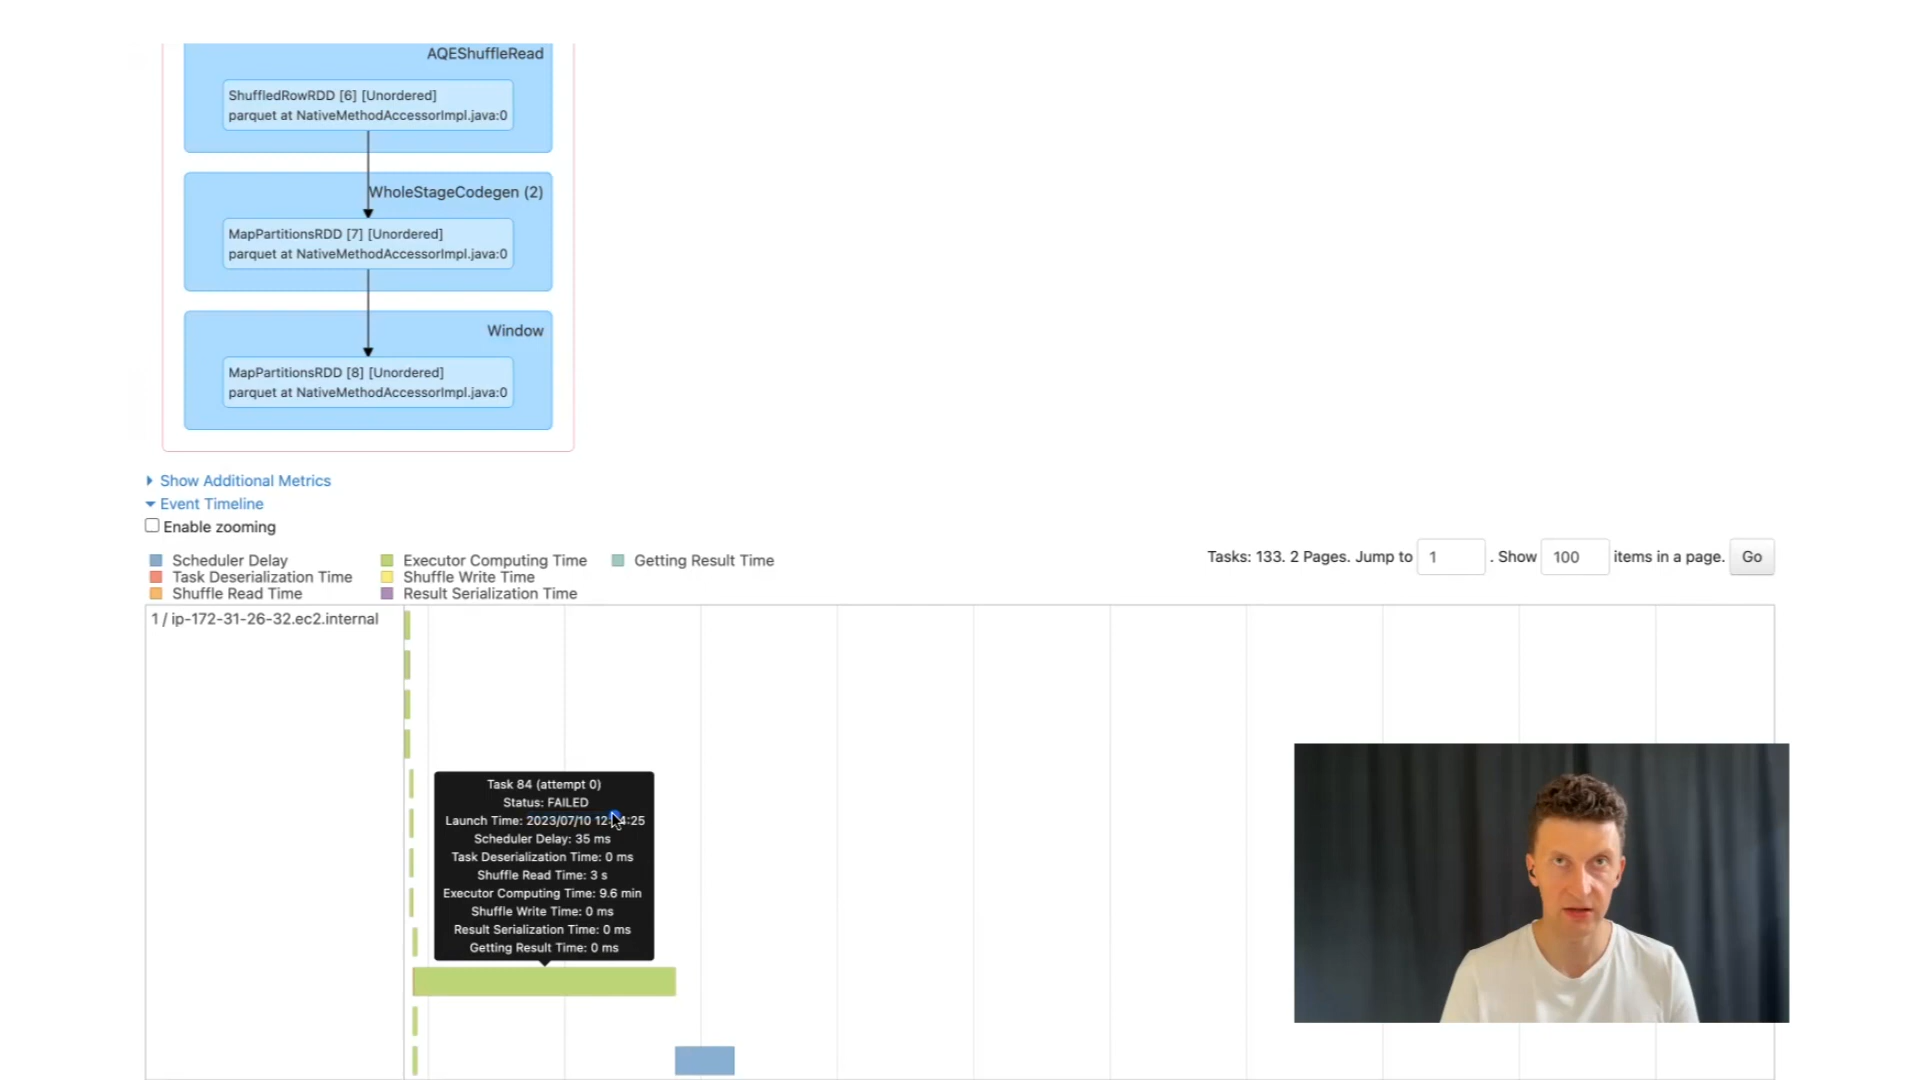 AQEShuffleRead
ShuffledRowRDD [6] [Unordered]
parquet at NativeMethodAccessorImpl.java:0
WholeStageCodegen (2)
MapPartitionsRDD [7] [Unordered]
parquet at NativeMethodAccessorImpl.java:0
Window
MapPartitionsRDD [8] [Unordered]
parquet at NativeMethodAccessorImpl.java:0
Show Additional Metrics
Event Timeline
Enable zooming
Scheduler Delay
Executor Computing Time
Getting Result Time
Task Deserialization Time
Shuffle Write Time
Shuffle Read Time
Result Serialization Time
Tasks: 133. 2 Pages. Jump to 1 . Show 100 items in a page. Go
1 / ip-172-31-26-32.ec2.internal
Task 84 (attempt 0)
Status: FAILED
Launch Time: 2023/07/10
Scheduler Delay: 35 ms
Task Deserialization Time: 0 ms
Shuffle Read Time: 3 s
Executor Computing Time: 9.6 min
Shuffle Write Time: 0 ms
Result Serialization Time: 0 ms
Getting Result Time: 0 ms